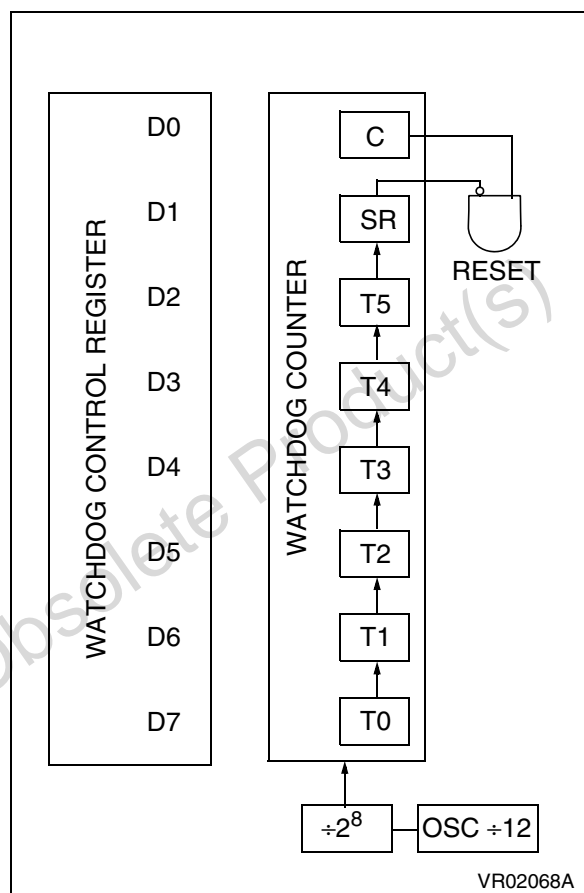 WATCHDOG CONTROL REGISTER
D0
D1
D2
D3
D4
D5
D6
D7
WATCHDOG COUNTER
C
SR
T5
T4
T3
T2
T1
T0
RESET
÷2⁸
OSC ÷12
VR02068A
Obsolete Product(s)